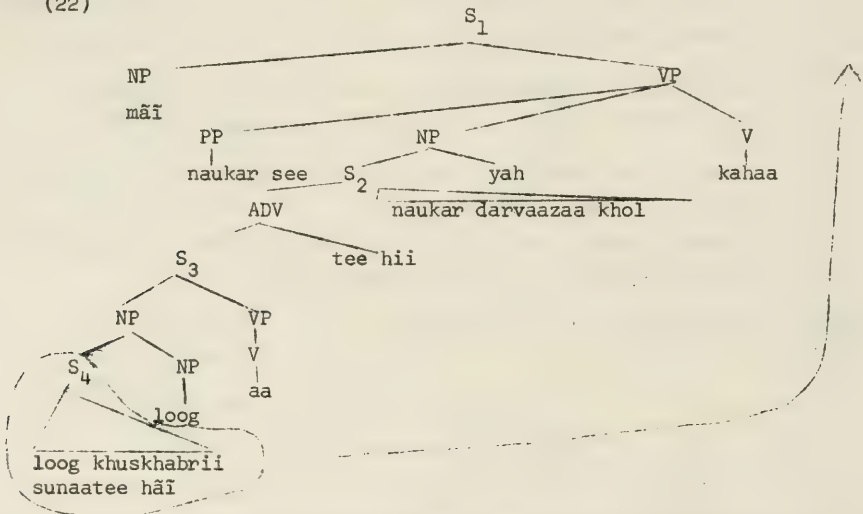 (22)
S1
NP VP
mãĩ
PP NP V
naukar see S2 yah kahaa
ADV naukar darvaazaa khol
S3 tee hii
NP VP
S4 NP V
loog aa
loog khuskhabrii
sunaatee hãĩ